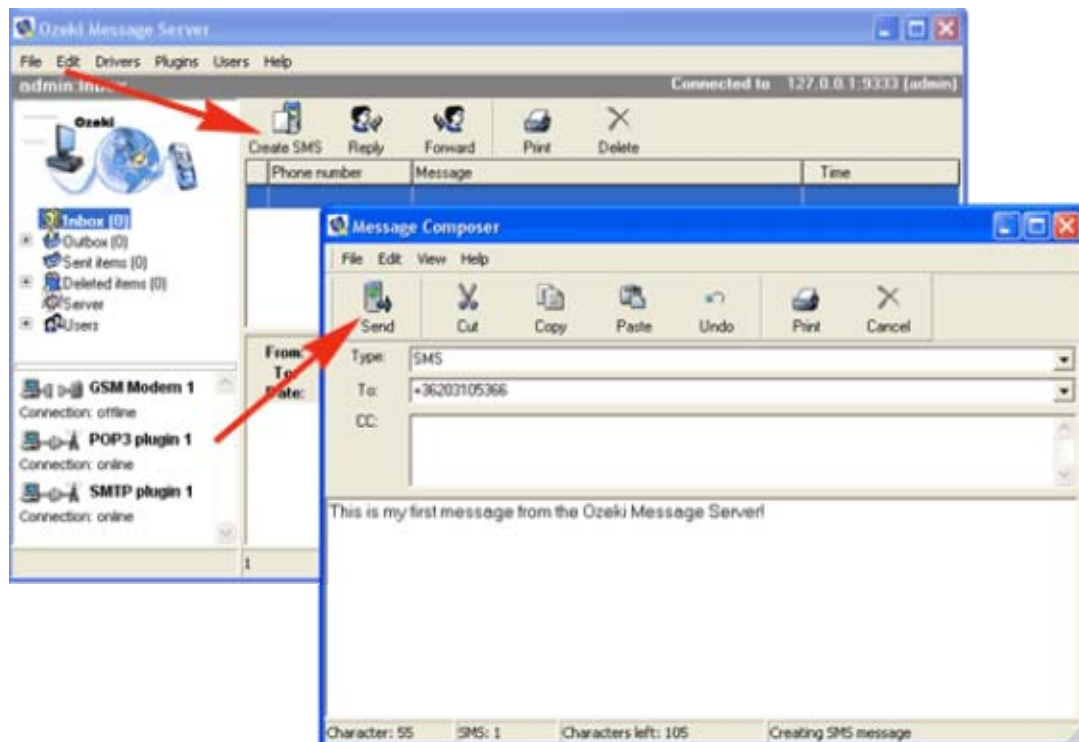 Ozeki Message Server
File Edit Drivers Plugins Users Help
admin Inbox
Connected to 127.0.0.1:9333 (admin)
Ozeki
Create SMS Reply Forward Print Delete
Phone number Message Time
Inbox (0)
Outbox (0)
Sent items (0)
Deleted items (0)
Server
Users
From:
To:
Date:
GSM Modem 1
Connection: offline
POP3 plugin 1
Connection: online
SMTP plugin 1
Connection: online
1
Message Composer
File Edit View Help
Send Cut Copy Paste Undo Print Cancel
Type: SMS
To: +36203105366
CC:
This is my first message from the Ozeki Message Server!
Character: 55 SMS: 1 Characters left: 105 Creating SMS message